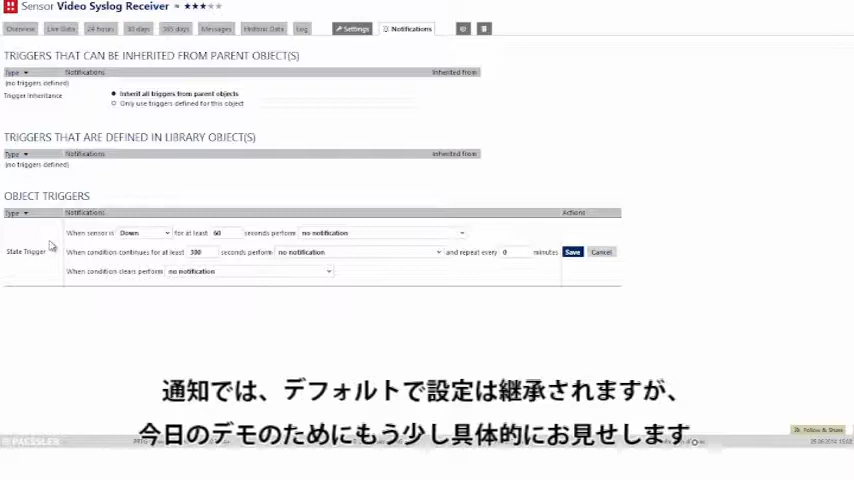 Sensor Video Syslog Receiver
Overview Live Data 24 hours 30 days 365 days Messages Historic Data Log Settings Notifications
TRIGGERS THAT CAN BE INHERITED FROM PARENT OBJECT(S)
Type Notifications Inherited from
(no triggers defined)
Trigger Inheritance Inherit all triggers from parent objects
Only use triggers defined for this object
TRIGGERS THAT ARE DEFINED IN LIBRARY OBJECT(S)
Type Notifications Inherited from
(no triggers defined)
OBJECT TRIGGERS
Type Notifications Actions
When sensor is Down for at least 60 seconds perform no notification
State Trigger When condition continues for at least 300 seconds perform no notification and repeat every 0 minutes Save Cancel
When condition clears perform no notification
通知では、デフォルトで設定は継承されますが、
今日のデモのためにもう少し具体的にお見せします
Follow & Share
PAESSLER